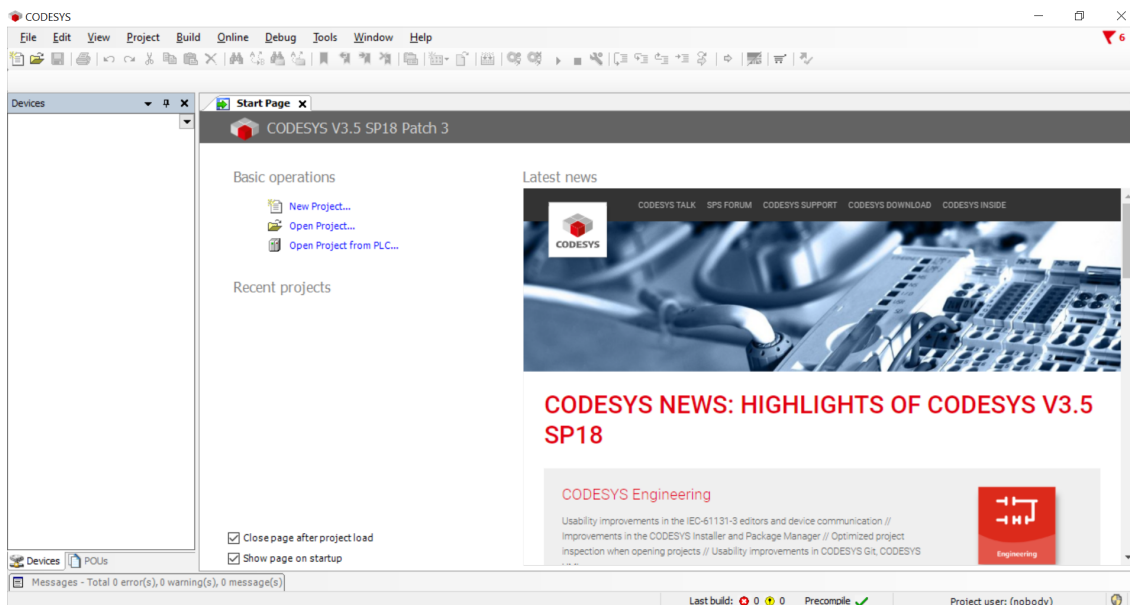 CODESYS
File Edit View Project Build Online Debug Tools Window Help
6
Devices
Start Page
CODESYS V3.5 SP18 Patch 3
Basic operations
New Project...
Open Project...
Open Project from PLC...
Recent projects
Close page after project load
Show page on startup
Latest news
CODESYS TALK SPS FORUM CODESYS SUPPORT CODESYS DOWNLOAD CODESYS INSIDE
CODESYS
CODESYS NEWS: HIGHLIGHTS OF CODESYS V3.5
SP18
CODESYS Engineering
Usability improvements in the IEC-61131-3 editors and device communication //
Improvements in the CODESYS Installer and Package Manager // Optimized project
inspection when opening projects // Usability improvements in CODESYS Git, CODESYS
Engineering
Devices POUs
Messages - Total 0 error(s), 0 warning(s), 0 message(s)
Last build: 0 0 Precompile Project user: (nobody)